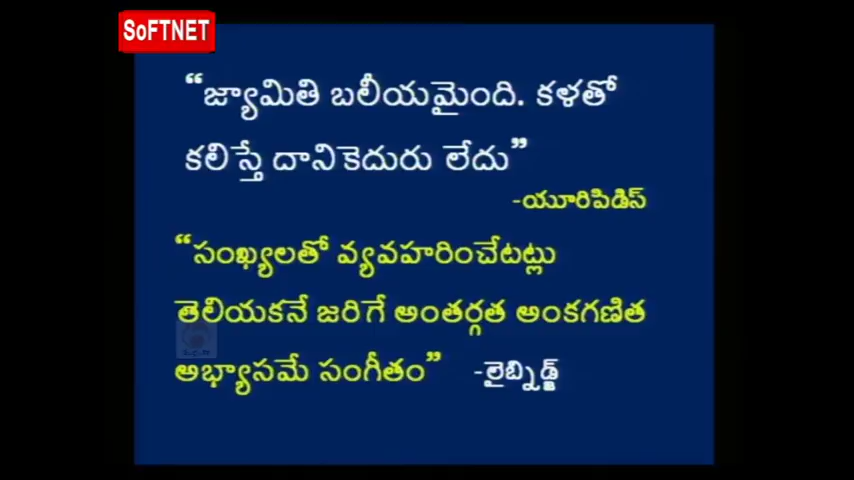 SoFTNET
“జ్యామితి బలీయమైంది. కళతో
కలిస్తే దానికెదురు లేదు”
-యూరిపిడిస్
“సంఖ్యలతో వ్యవహరించేటట్లు
తెలియకనే జరిగే అంతర్గత అంకగణిత
అభ్యాసమే సంగీతం” -లైబ్నిడ్జ్